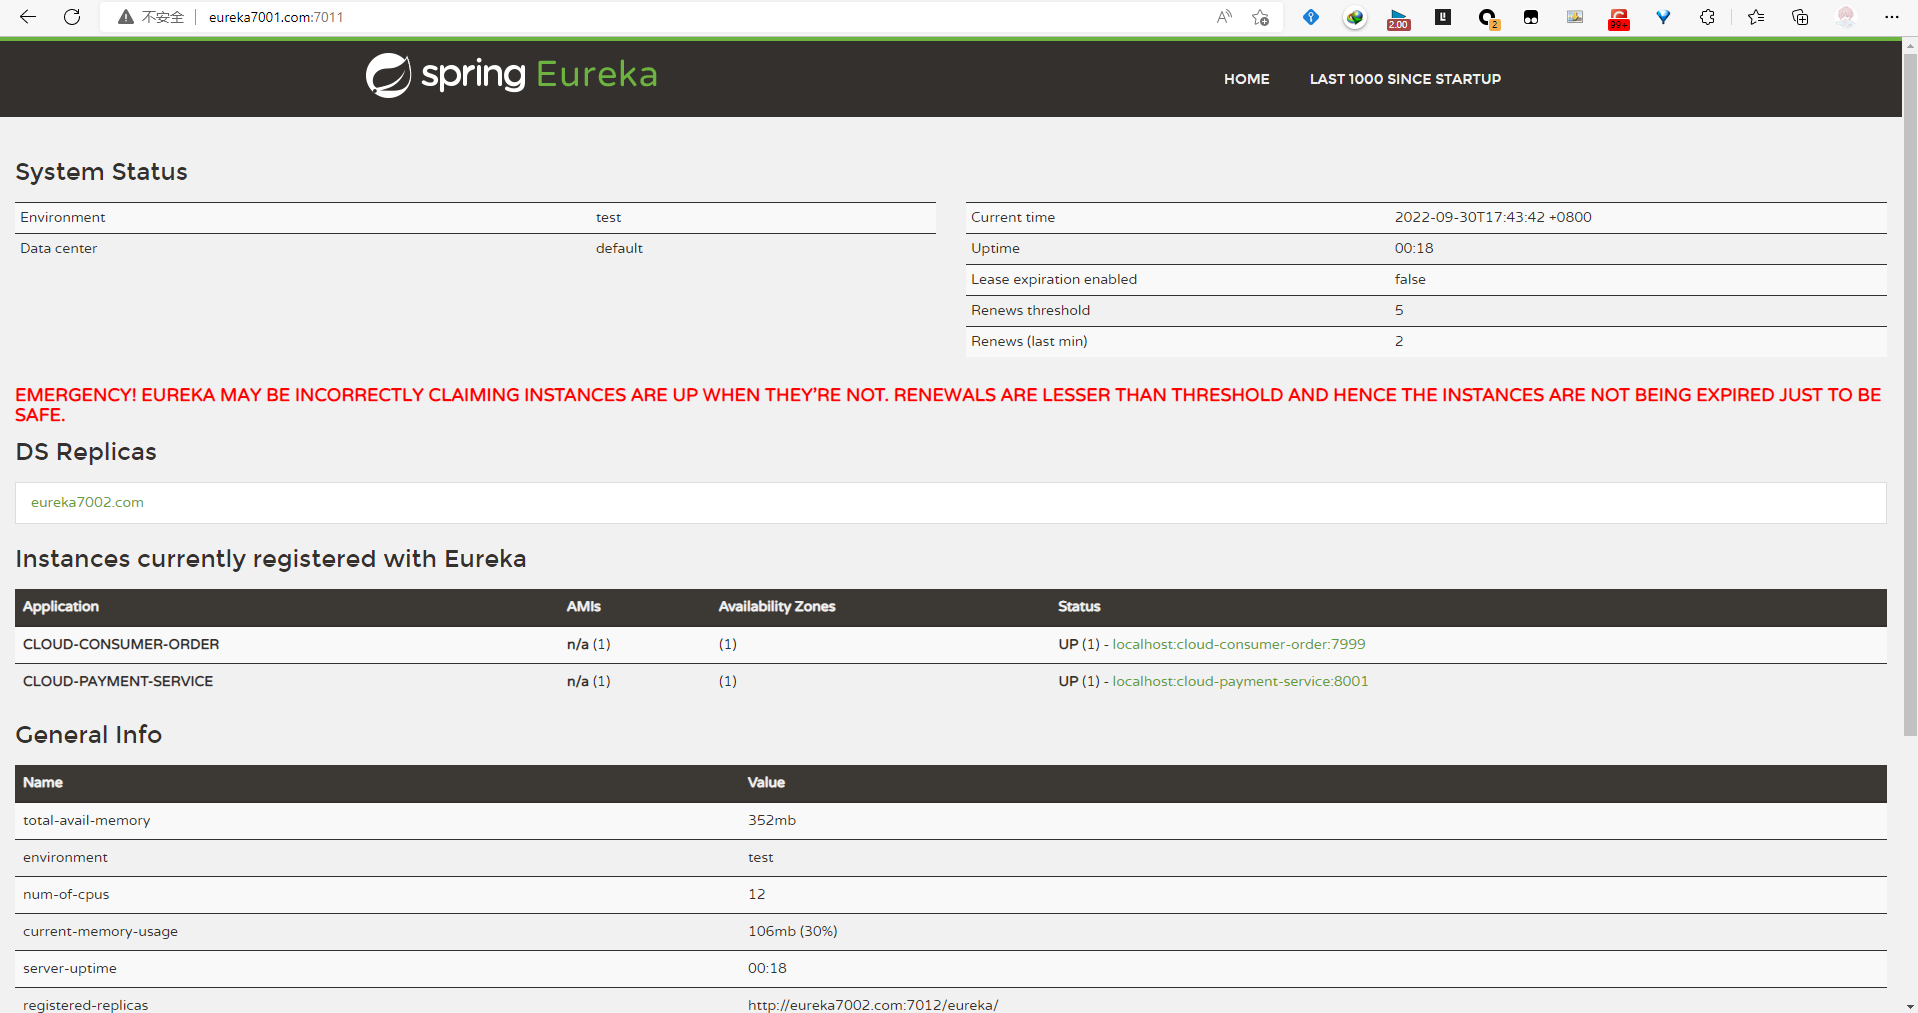 不安全 eureka7001.com:7011
2.00
2
99+
spring Eureka
HOME LAST 1000 SINCE STARTUP
System Status
Environment test
Data center default
Current time 2022-09-30T17:43:42 +0800
Uptime 00:18
Lease expiration enabled false
Renews threshold 5
Renews (last min) 2
EMERGENCY! EUREKA MAY BE INCORRECTLY CLAIMING INSTANCES ARE UP WHEN THEY'RE NOT. RENEWALS ARE LESSER THAN THRESHOLD AND HENCE THE INSTANCES ARE NOT BEING EXPIRED JUST TO BE
SAFE.
DS Replicas
eureka7002.com
Instances currently registered with Eureka
Application AMIs Availability Zones Status
CLOUD-CONSUMER-ORDER n/a (1) (1) UP (1) - localhost:cloud-consumer-order:7999
CLOUD-PAYMENT-SERVICE n/a (1) (1) UP (1) - localhost:cloud-payment-service:8001
General Info
Name Value
total-avail-memory 352mb
environment test
num-of-cpus 12
current-memory-usage 106mb (30%)
server-uptime 00:18
registered-replicas http://eureka7002.com:7012/eureka/